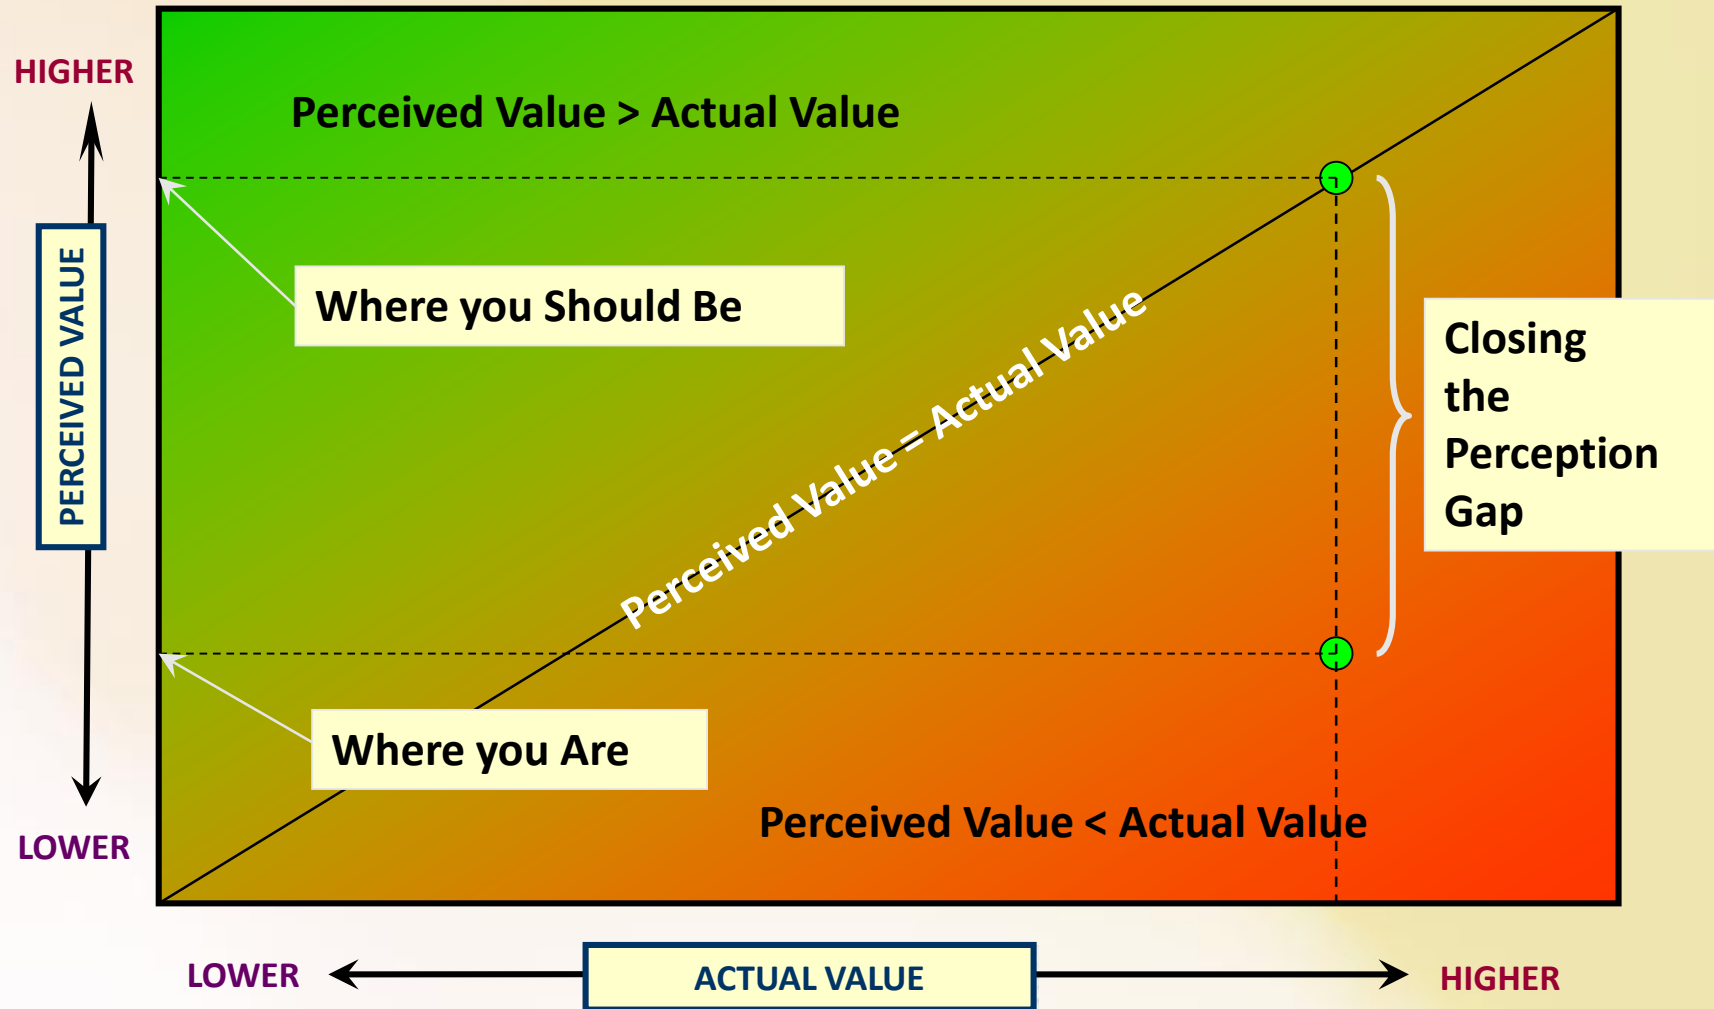 HIGHER
Perceived Value > Actual Value
PERCEIVED VALUE
Where you Should Be
Perceived Value = Actual Value
Closing
the
Perception
Gap
Where you Are
Perceived Value < Actual Value
LOWER
LOWER
ACTUAL VALUE
HIGHER